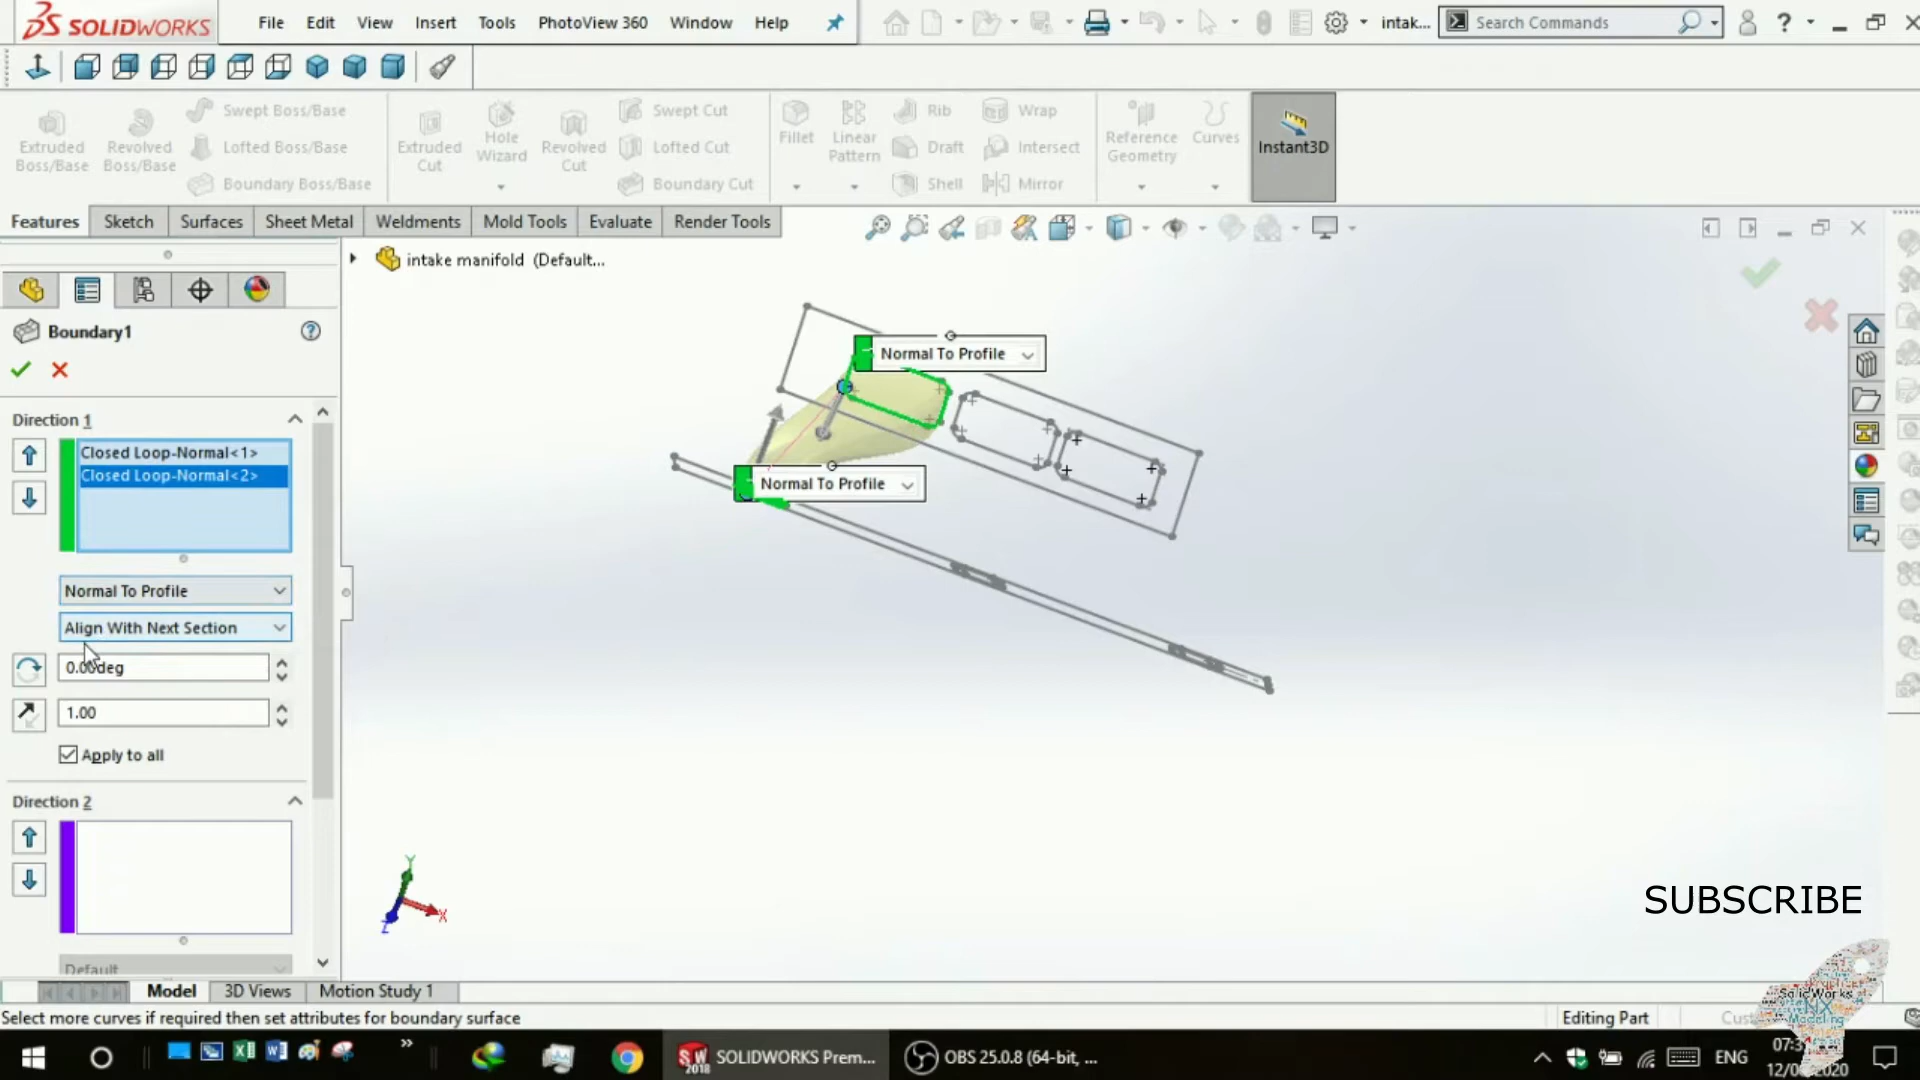 SOLIDWORKS File Edit View Insert Tools PhotoView 360 Window Help intak... Search Commands
Extruded Boss/Base
Revolved Boss/Base
Swept Boss/Base
Lofted Boss/Base
Boundary Boss/Base
Extruded Cut
Hole Wizard
Revolved Cut
Swept Cut
Lofted Cut
Boundary Cut
Fillet
Linear Pattern
Rib
Draft
Shell
Wrap
Intersect
Mirror
Reference Geometry
Curves
Instant3D
Features Sketch Surfaces Sheet Metal Weldments Mold Tools Evaluate Render Tools
intake manifold (Default...
Boundary1
Direction 1
Closed Loop-Normal<1>
Closed Loop-Normal<2>
Normal To Profile
Align With Next Section
0.00deg
1.00
Apply to all
Direction 2
Default
Normal To Profile
Normal To Profile
Y
X
Z
SUBSCRIBE
SolidWorks
NX
Modeling
Model 3D Views Motion Study 1
Select more curves if required then set attributes for boundary surface
Editing Part
SW 2018 SOLIDWORKS Prem...
OBS 25.0.8 (64-bit, ...
ENG